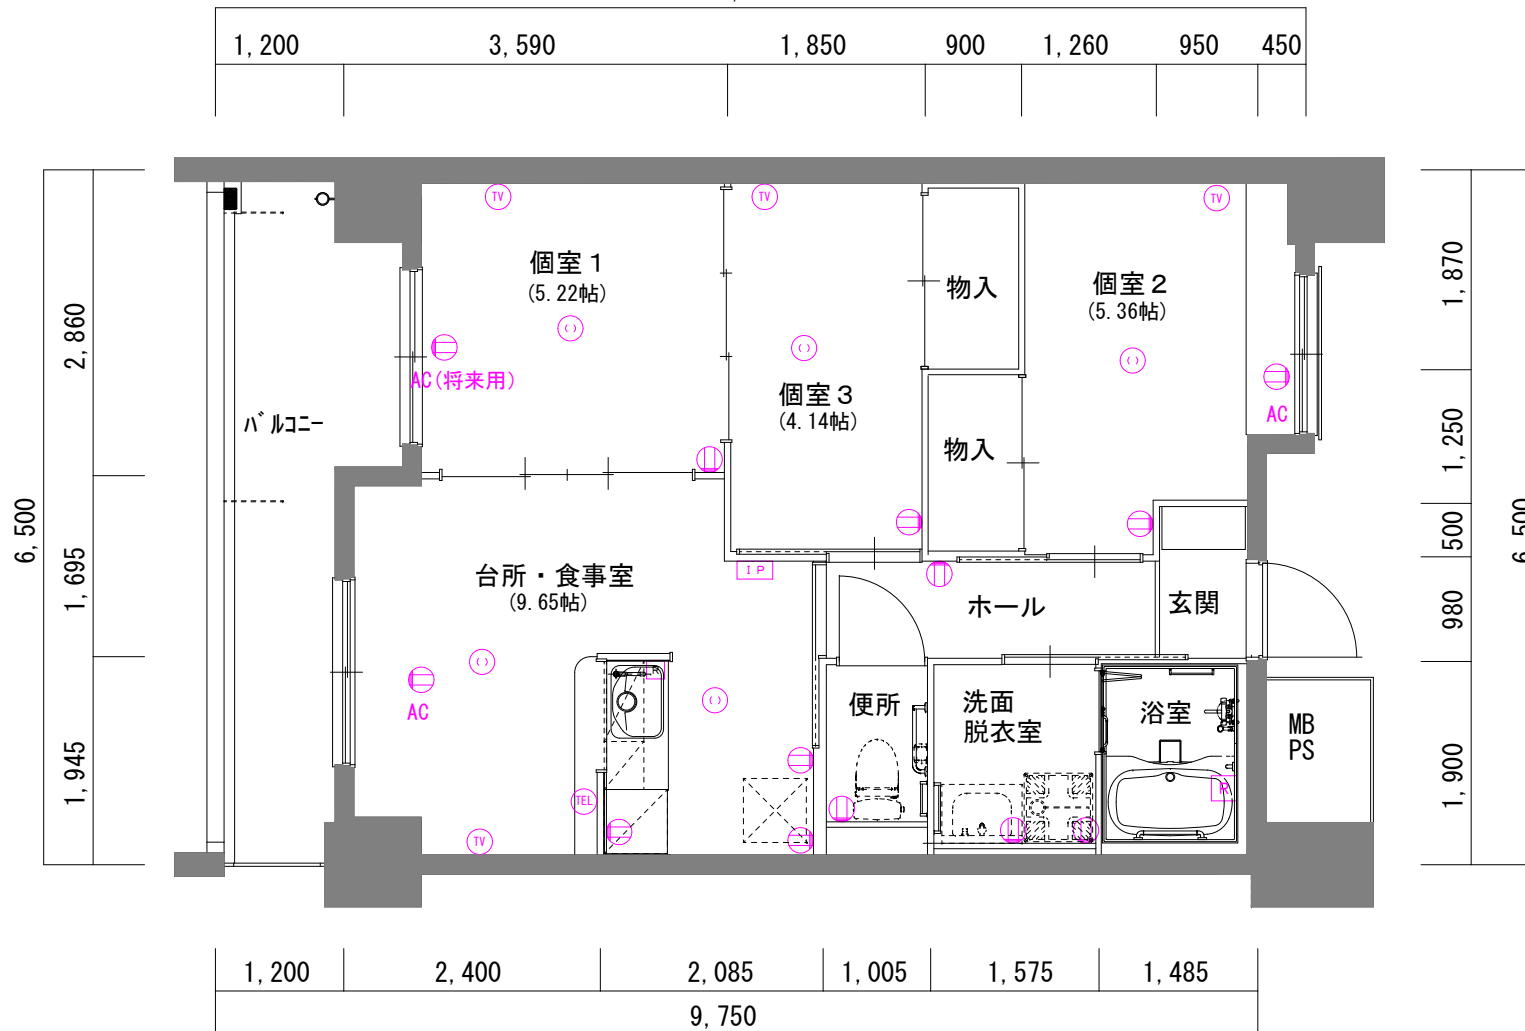 1,200 3,590 1,850 900 1,260 950 450
TV TV TV
個室1
(5.22帖)
物入
個室2
(5.36帖)
1,870
2,860
AC(将来用)
個室3
(4.14帖)
AC
バルコニー
物入
1,250
6,500
500
6,500
1,695
台所・食事室
(9.65帖)
IP
ホール
玄関
980
AC
R
便所
洗面
脱衣室
浴室
MB
PS
1,945
TEL
R
1,900
TV
1,200 2,400 2,085 1,005 1,575 1,485
9,750